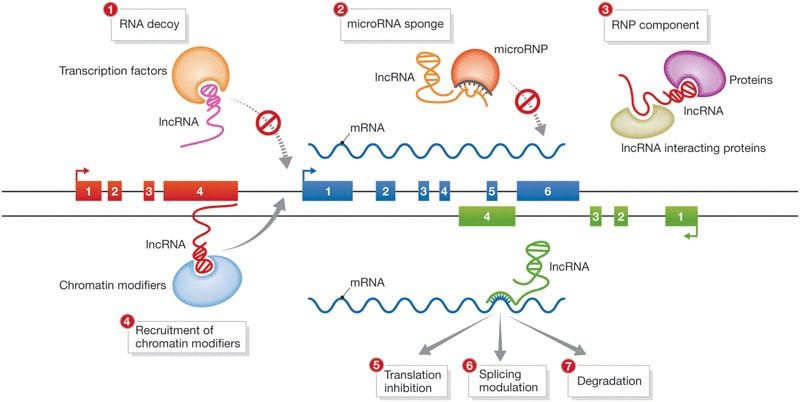 1 RNA decoy
Transcription factors
lncRNA
2 microRNA sponge
microRNP
lncRNA
mRNA
3 RNP component
Proteins
lncRNA
lncRNA interacting proteins
1 2 3 4 1 2 3 4 5 6
4 3 2 1
lncRNA
Chromatin modifiers
4 Recruitment of
chromatin modifiers
lncRNA
mRNA
5 Translation
inhibition
6 Splicing
modulation
7 Degradation